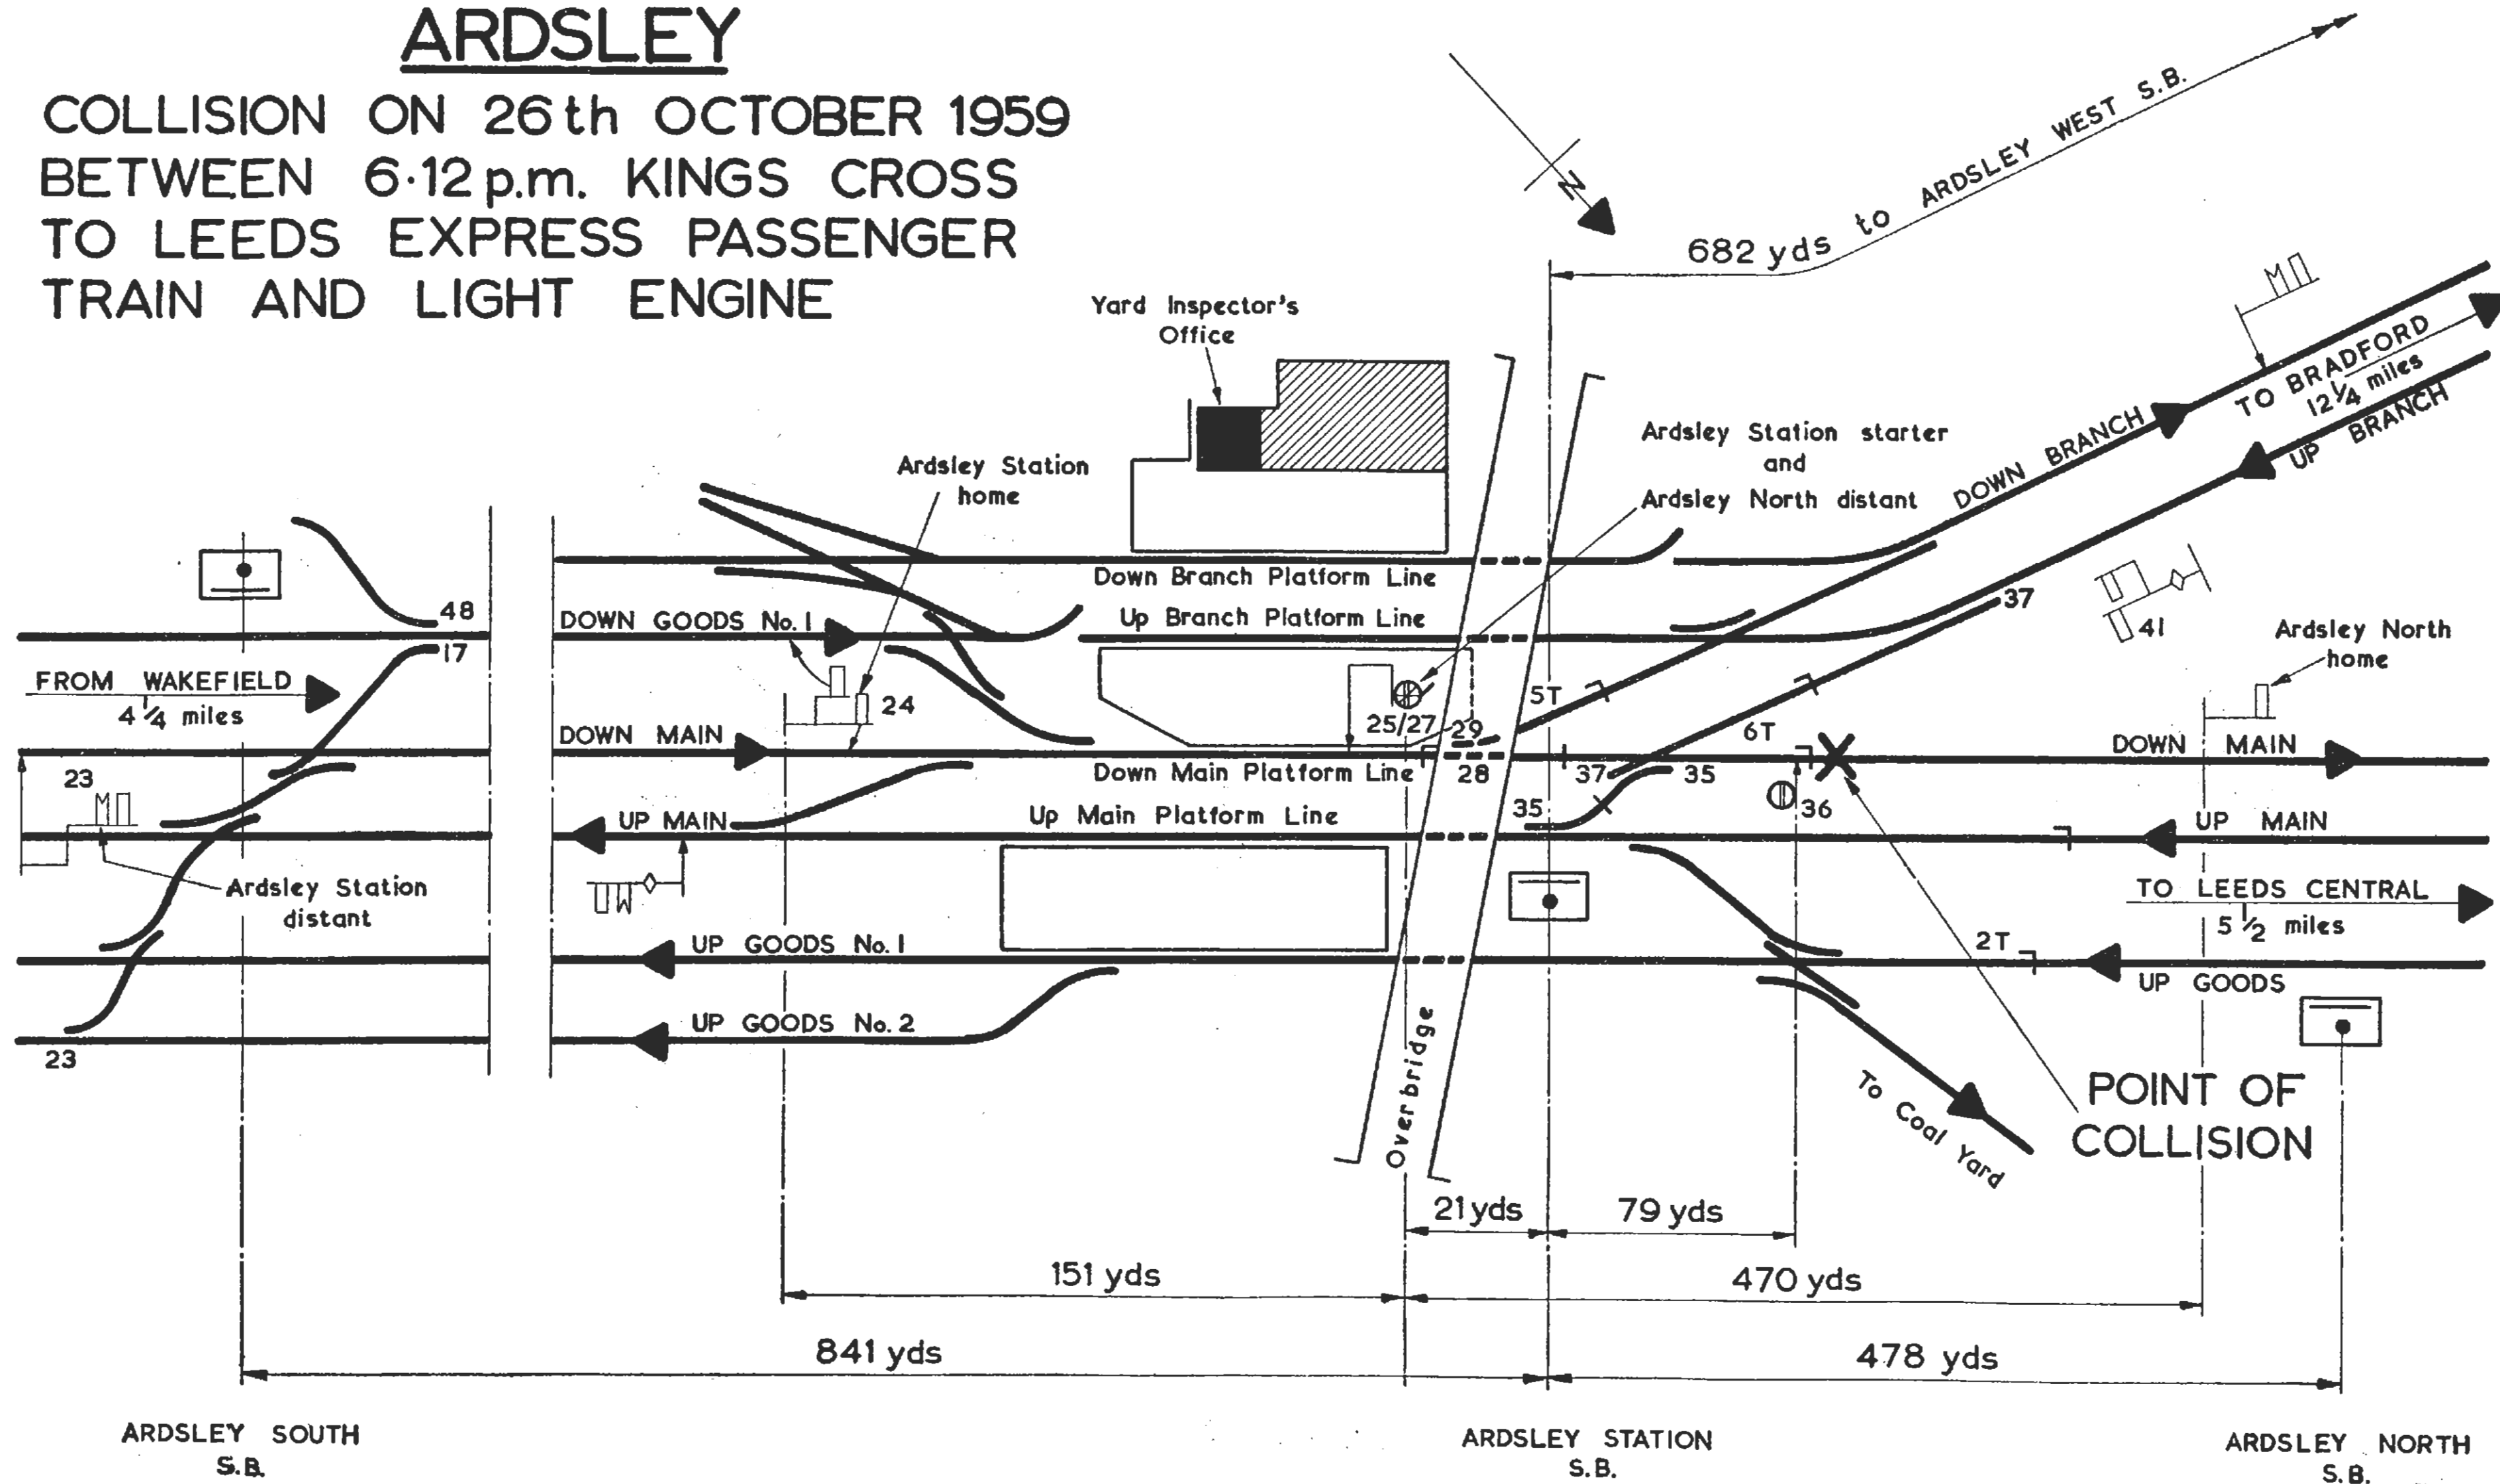 ARDSLEY
COLLISION ON 26th OCTOBER 1959
BETWEEN 6·12 p.m. KINGS CROSS
TO LEEDS EXPRESS PASSENGER
TRAIN AND LIGHT ENGINE
N
682 yds to ARDSLEY WEST S.B.
Yard Inspector's
Office
M
TO BRADFORD
12 1/4 miles
DOWN BRANCH
UP BRANCH
Ardsley Station starter
and
Ardsley North distant
Ardsley Station
home
Down Branch Platform Line
48
DOWN GOODS No. 1
Up Branch Platform Line
37
41
Ardsley North
home
17
FROM WAKEFIELD
4 1/4 miles
24
25/27
29
5T
6T
DOWN MAIN
DOWN MAIN
23
M
Down Main Platform Line
28
37
35
35
36
UP MAIN
Up Main Platform Line
UP MAIN
Ardsley Station
distant
W
TO LEEDS CENTRAL
5 1/2 miles
UP GOODS No. 1
2T
UP GOODS
UP GOODS No. 2
23
Overbridge
To Coal Yard
POINT OF
COLLISION
21 yds
79 yds
151 yds
470 yds
841 yds
478 yds
ARDSLEY SOUTH
S.B.
ARDSLEY STATION
S.B.
ARDSLEY NORTH
S.B.